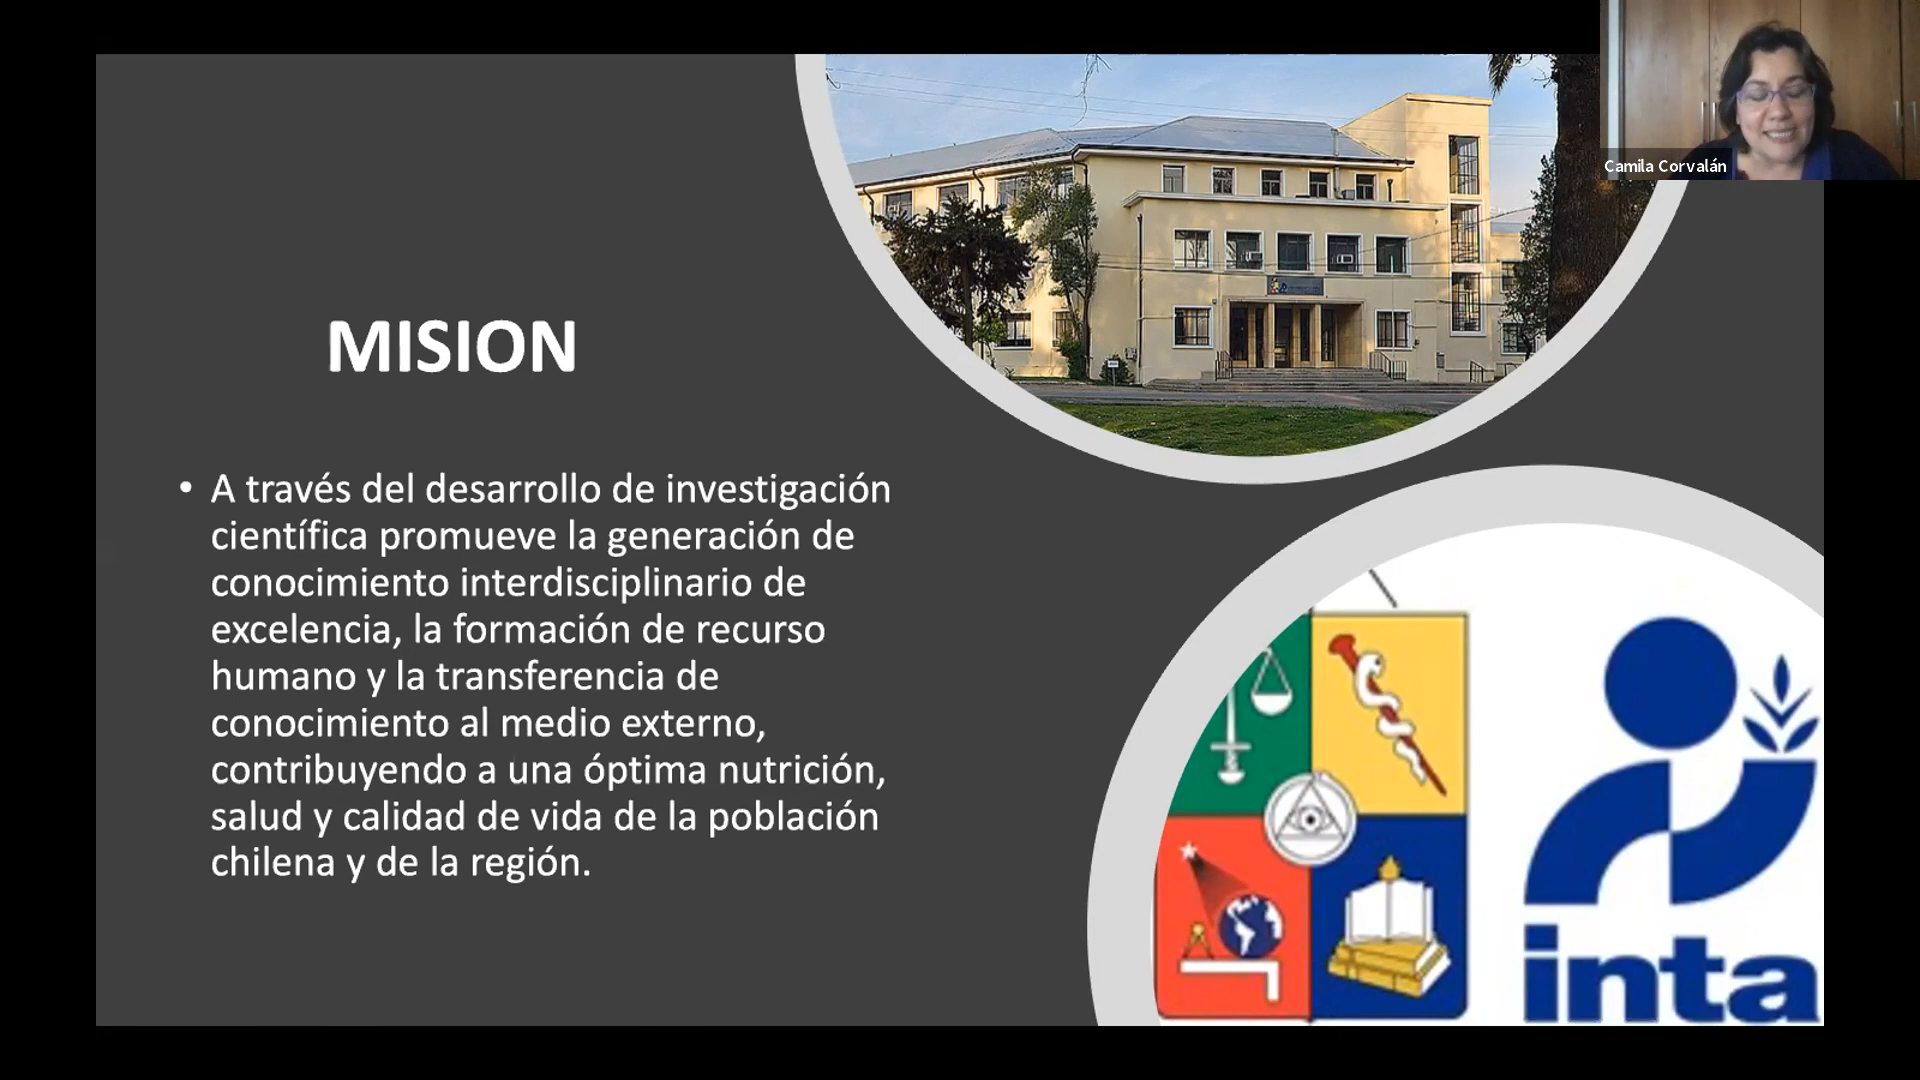 Camila Corvalán
MISION
• A través del desarrollo de investigación
científica promueve la generación de
conocimiento interdisciplinario de
excelencia, la formación de recurso
humano y la transferencia de
conocimiento al medio externo,
contribuyendo a una óptima nutrición,
salud y calidad de vida de la población
chilena y de la región.
inta